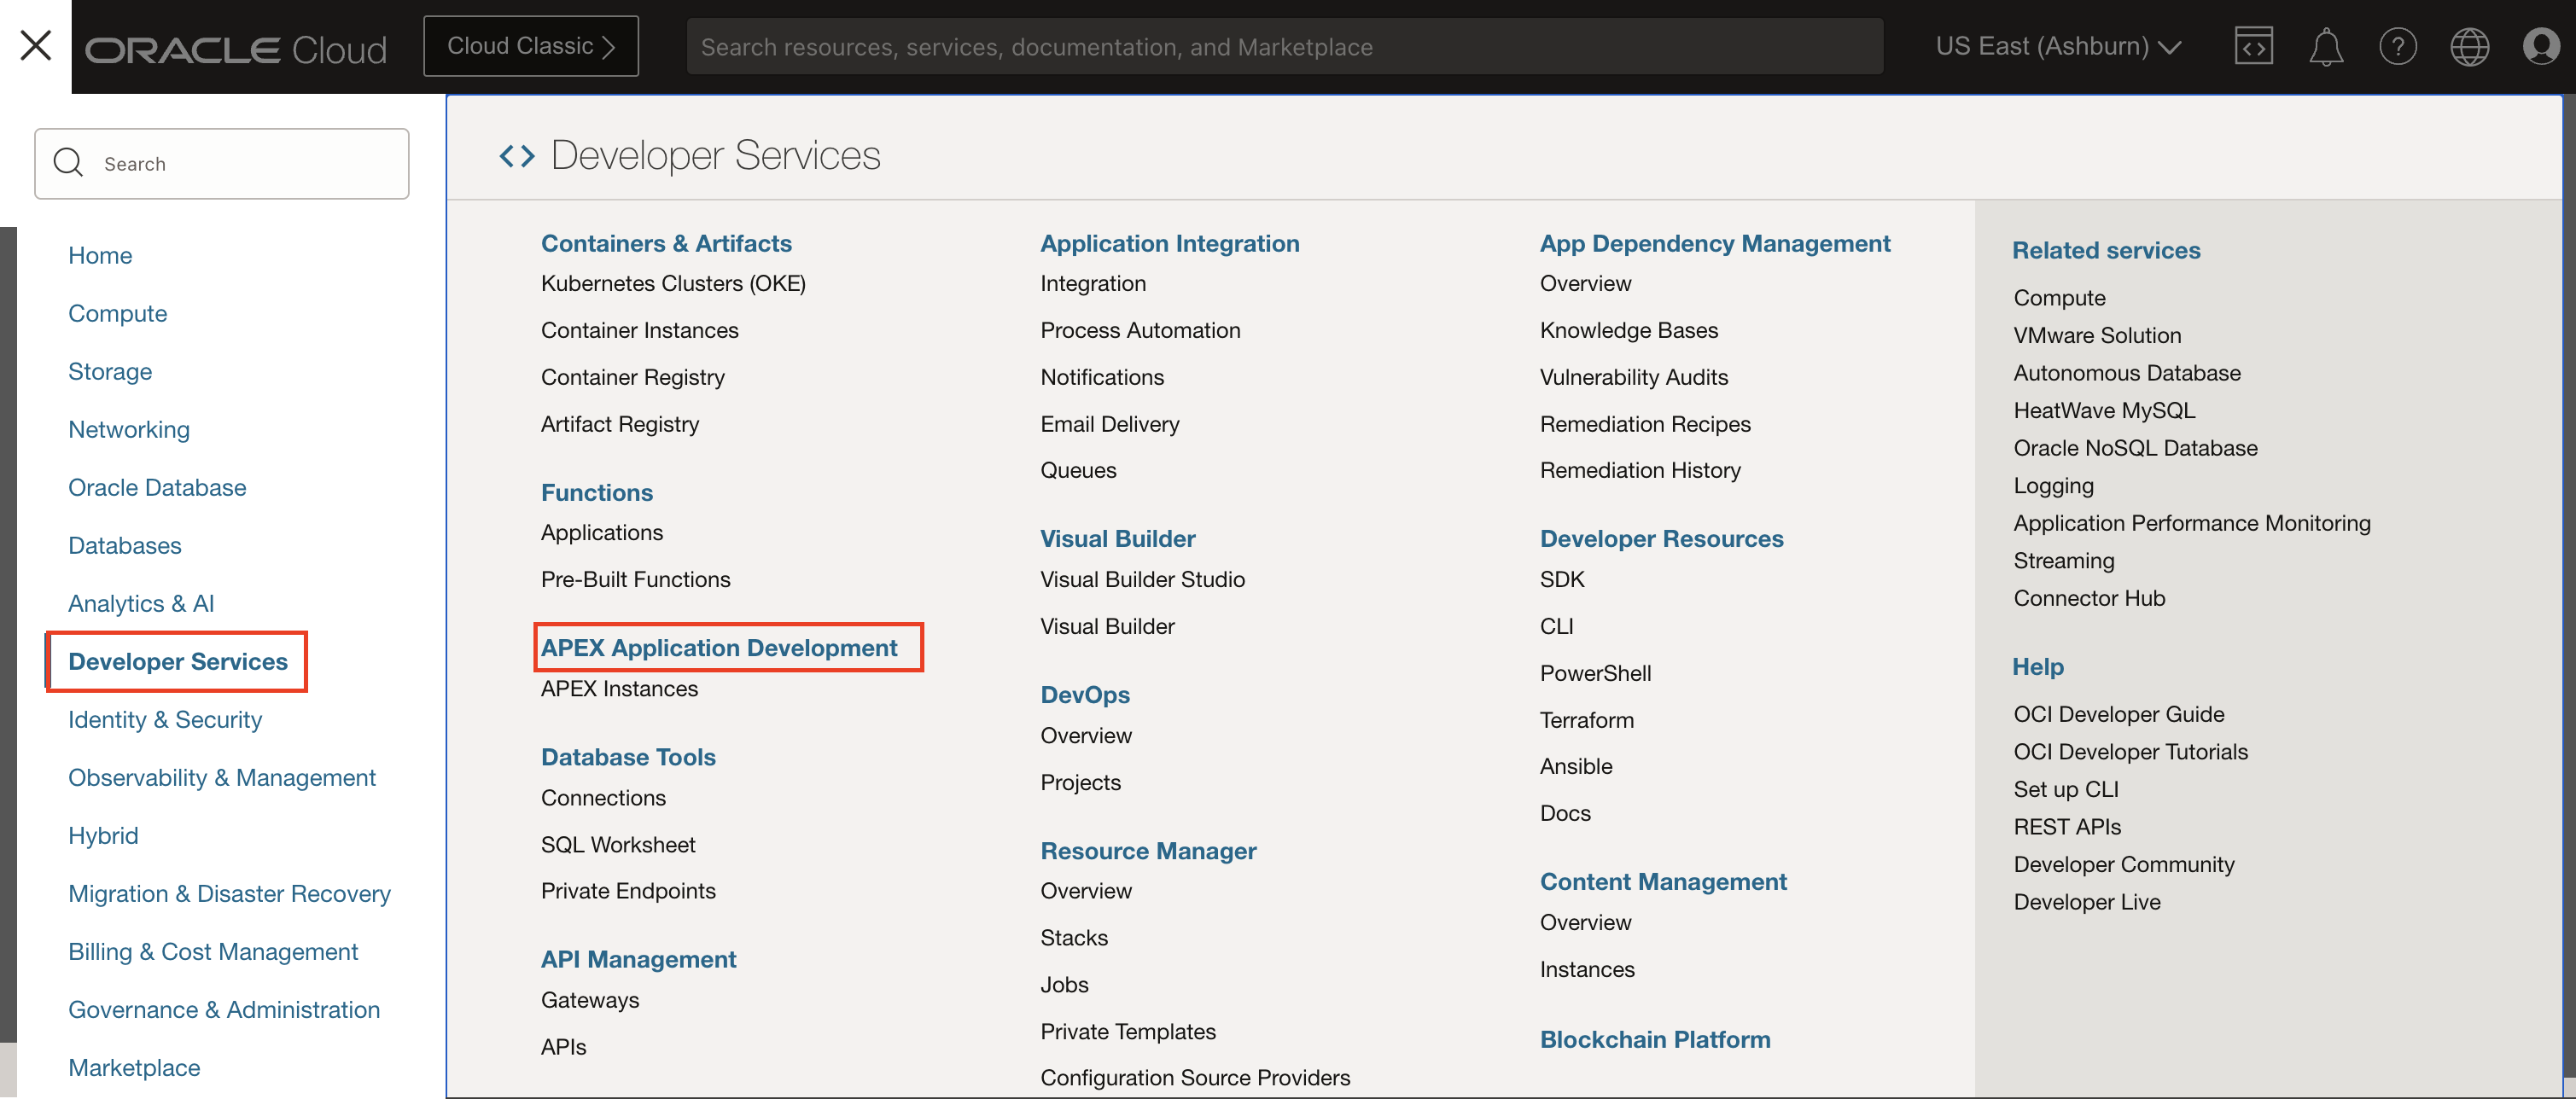 ORACLE Cloud
Cloud Classic
Search resources, services, documentation, and Marketplace
US East (Ashburn)
Search
Home
Compute
Storage
Networking
Oracle Database
Databases
Analytics & AI
Developer Services
Identity & Security
Observability & Management
Hybrid
Migration & Disaster Recovery
Billing & Cost Management
Governance & Administration
Marketplace
Developer Services
Containers & Artifacts
Kubernetes Clusters (OKE)
Container Instances
Container Registry
Artifact Registry
Functions
Applications
Pre-Built Functions
APEX Application Development
APEX Instances
Database Tools
Connections
SQL Worksheet
Private Endpoints
API Management
Gateways
APIs
Application Integration
Integration
Process Automation
Notifications
Email Delivery
Queues
Visual Builder
Visual Builder Studio
Visual Builder
DevOps
Overview
Projects
Resource Manager
Overview
Stacks
Jobs
Private Templates
Configuration Source Providers
App Dependency Management
Overview
Knowledge Bases
Vulnerability Audits
Remediation Recipes
Remediation History
Developer Resources
SDK
CLI
PowerShell
Terraform
Ansible
Docs
Content Management
Overview
Instances
Blockchain Platform
Related services
Compute
VMware Solution
Autonomous Database
HeatWave MySQL
Oracle NoSQL Database
Logging
Application Performance Monitoring
Streaming
Connector Hub
Help
OCI Developer Guide
OCI Developer Tutorials
Set up CLI
REST APIs
Developer Community
Developer Live